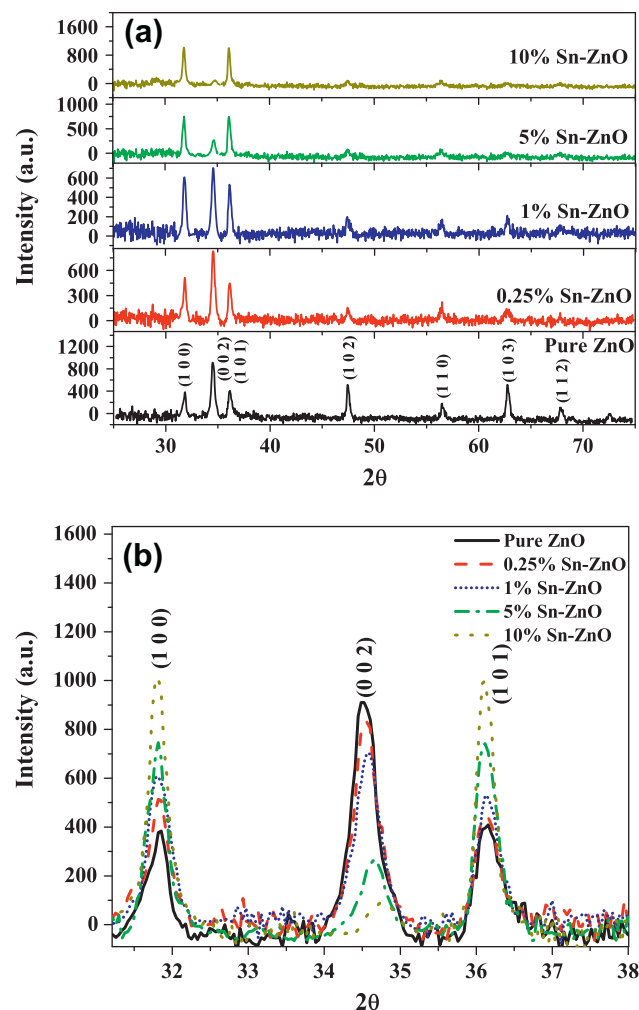 (a)
1600
800
0
10% Sn-ZnO
1000
500
0
5% Sn-ZnO
600
400
200
0
1% Sn-ZnO
600
300
0
0.25% Sn-ZnO
1200
800
400
0
Pure ZnO
(1 0 0)
(0 0 2)
(1 0 1)
(1 0 2)
(1 1 0)
(1 0 3)
(1 1 2)
Intensity (a.u.)
30 40 50 60 70
2θ
(b)
1600
1400
1200
1000
800
600
400
200
0
Pure ZnO
0.25% Sn-ZnO
1% Sn-ZnO
5% Sn-ZnO
10% Sn-ZnO
(1 0 0)
(0 0 2)
(1 0 1)
Intensity (a.u.)
32 33 34 35 36 37 38
2θ